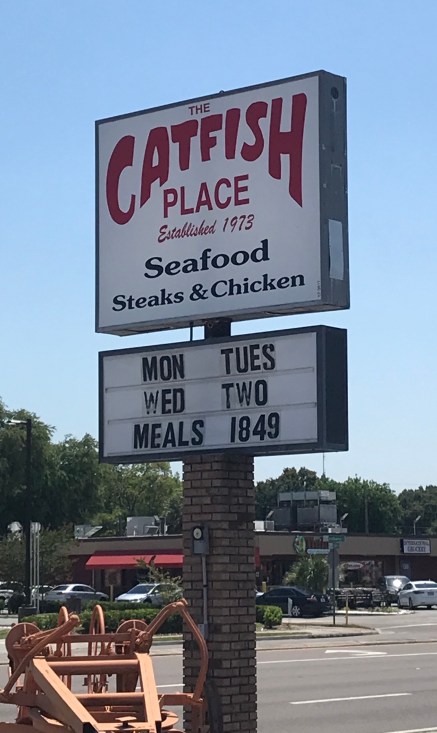 THE
CATFISH
PLACE
Established 1973
Seafood
Steaks & Chicken
MON TUES
WED TWO
MEALS 1849